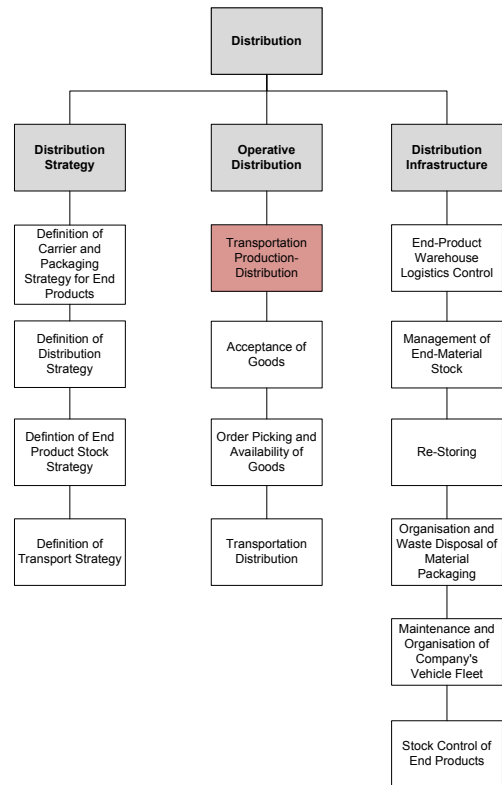 Distribution
Distribution
Strategy
Operative
Distribution
Distribution
Infrastructure
Definition of
Carrier and
Packaging
Strategy for End
Products
Transportation
Production-
Distribution
End-Product
Warehouse
Logistics Control
Definition of
Distribution
Strategy
Acceptance of
Goods
Management of
End-Material
Stock
Defintion of End
Product Stock
Strategy
Order Picking and
Availability of
Goods
Re-Storing
Definition of
Transport Strategy
Transportation
Distribution
Organisation and
Waste Disposal of
Material
Packaging
Maintenance and
Organisation of
Company's
Vehicle Fleet
Stock Control of
End Products